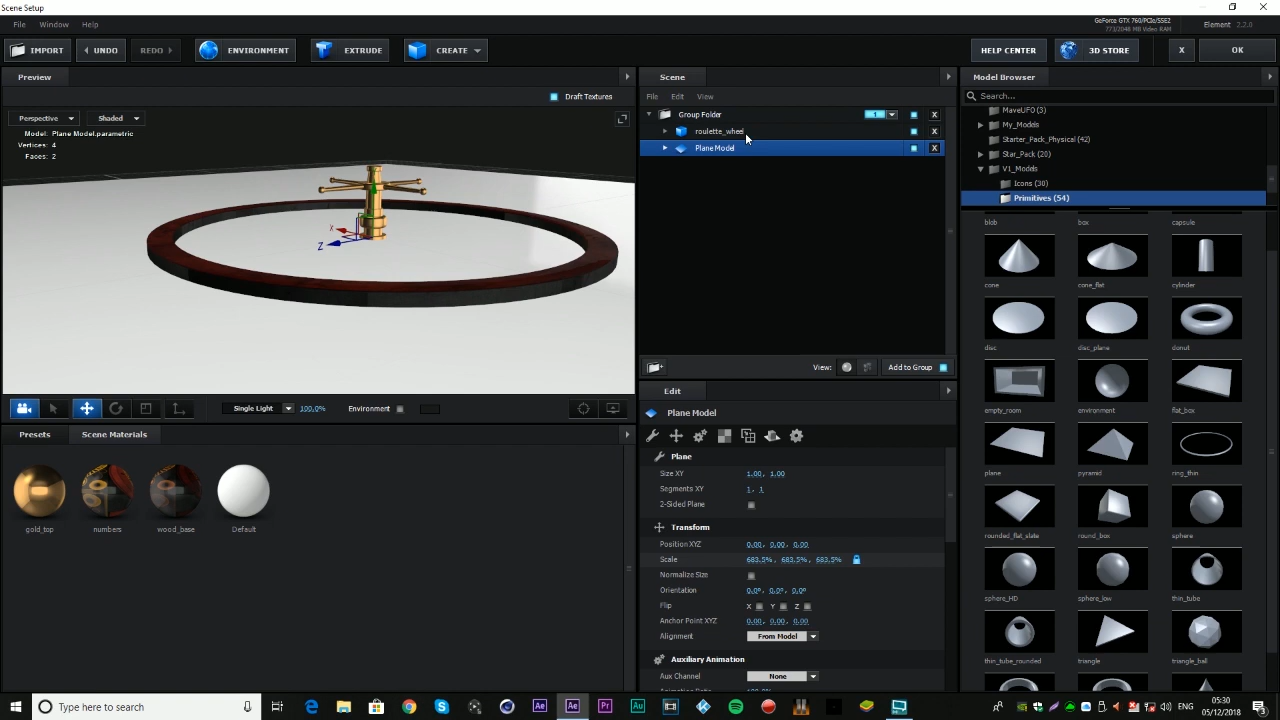 Scene Setup
File Window Help
GeForce GTX 760/PCIe/SSE2
773/2048 MB Video RAM
Element 2.2.0
IMPORT UNDO REDO ENVIRONMENT EXTRUDE CREATE HELP CENTER 3D STORE X OK
Preview
Draft Textures
Perspective Shaded
Model: Plane Model.parametric
Vertices: 4
Faces: 2
X
Z
Single Light 100.0% Environment
Presets Scene Materials
gold_top numbers wood_base Default
Scene
File Edit View
Group Folder 1 X
roulette_wheel X
Plane Model X
View: Add to Group
Edit
Plane Model
Plane
Size XY 1.00, 1.00
Segments XY 1, 1
2-Sided Plane
Transform
Position XYZ 0.00, 0.00, 0.00
Scale 683.5%, 683.5%, 683.5%
Normalize Size
Orientation 0.0°, 0.0°, 0.0°
Flip X Y Z
Anchor Point XYZ 0.00, 0.00, 0.00
Alignment From Model
Auxiliary Animation
Aux Channel None
Model Browser
Search...
MaveUFO (3)
My_Models
Starter_Pack_Physical (42)
Star_Pack (20)
V1_Models
Icons (30)
Primitives (54)
blob box capsule
cone cone_flat cylinder
disc disc_plane donut
empty_room environment flat_box
plane pyramid ring_thin
rounded_flat_slate round_box sphere
sphere_HD sphere_low thin_tube
thin_tube_rounded triangle triangle_ball
Type here to search
05:30
05/12/2018